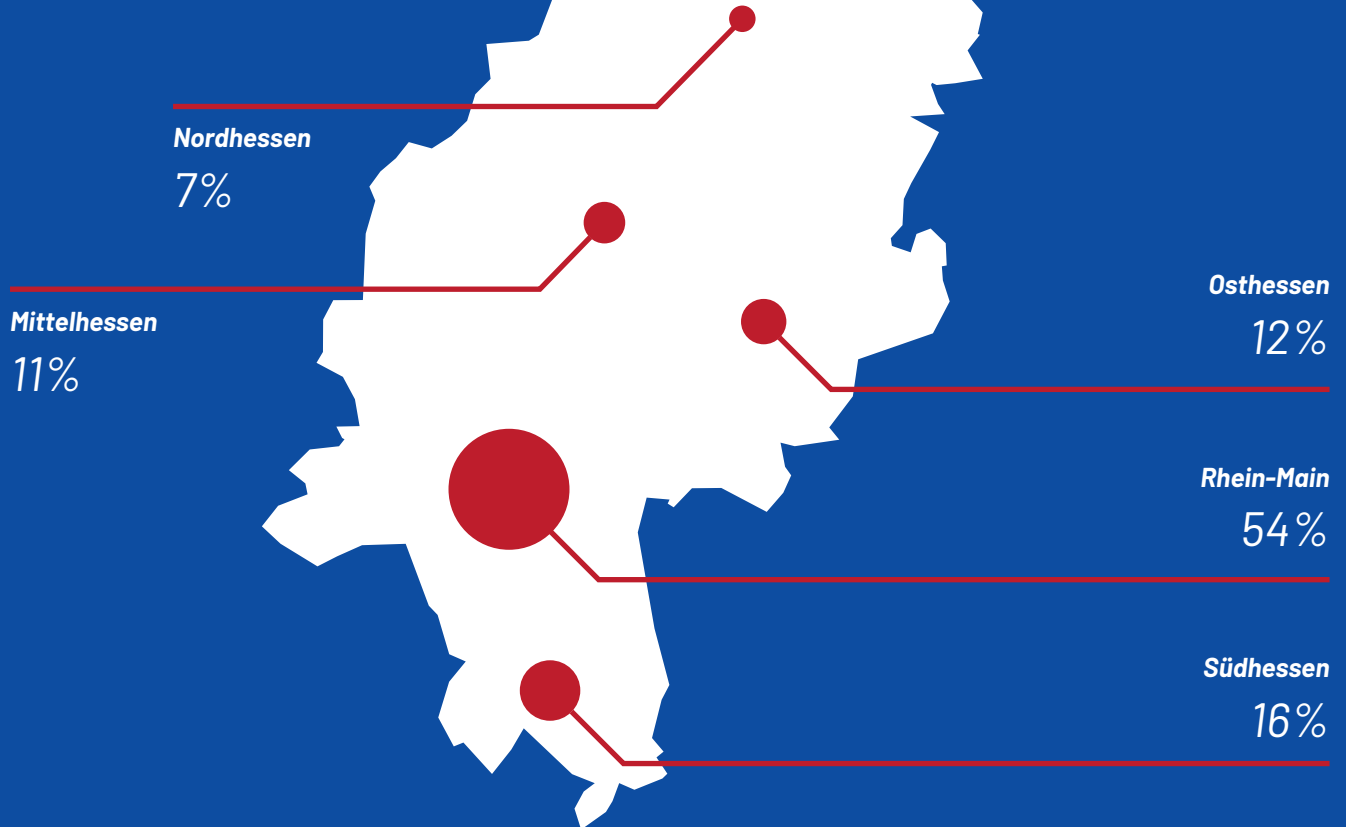 Nordhessen
7%
Mittelhessen
11%
Osthessen
12%
Rhein-Main
54%
Südhessen
16%